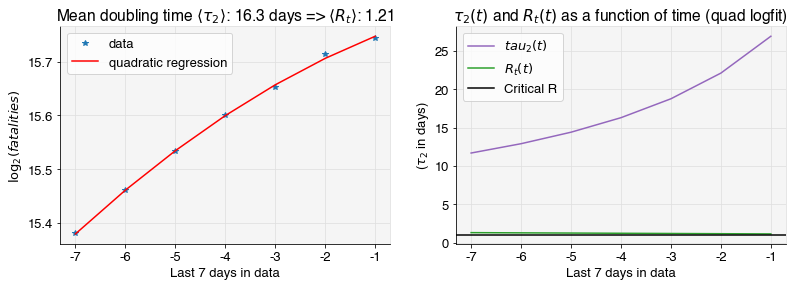 Mean doubling time ⟨τ₂⟩: 16.3 days => ⟨Rₜ⟩: 1.21
data
quadratic regression
log₂(fatalities)
15.7
15.6
15.5
15.4
-7 -6 -5 -4 -3 -2 -1
Last 7 days in data
τ₂(t) and Rₜ(t) as a function of time (quad logfit)
tau₂(t)
Rₜ(t)
Critical R
(τ₂ in days)
25
20
15
10
5
0
-7 -6 -5 -4 -3 -2 -1
Last 7 days in data